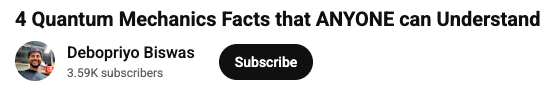 4 Quantum Mechanics Facts that ANYONE can Understand
Debopriyo Biswas
3.59K subscribers
Subscribe